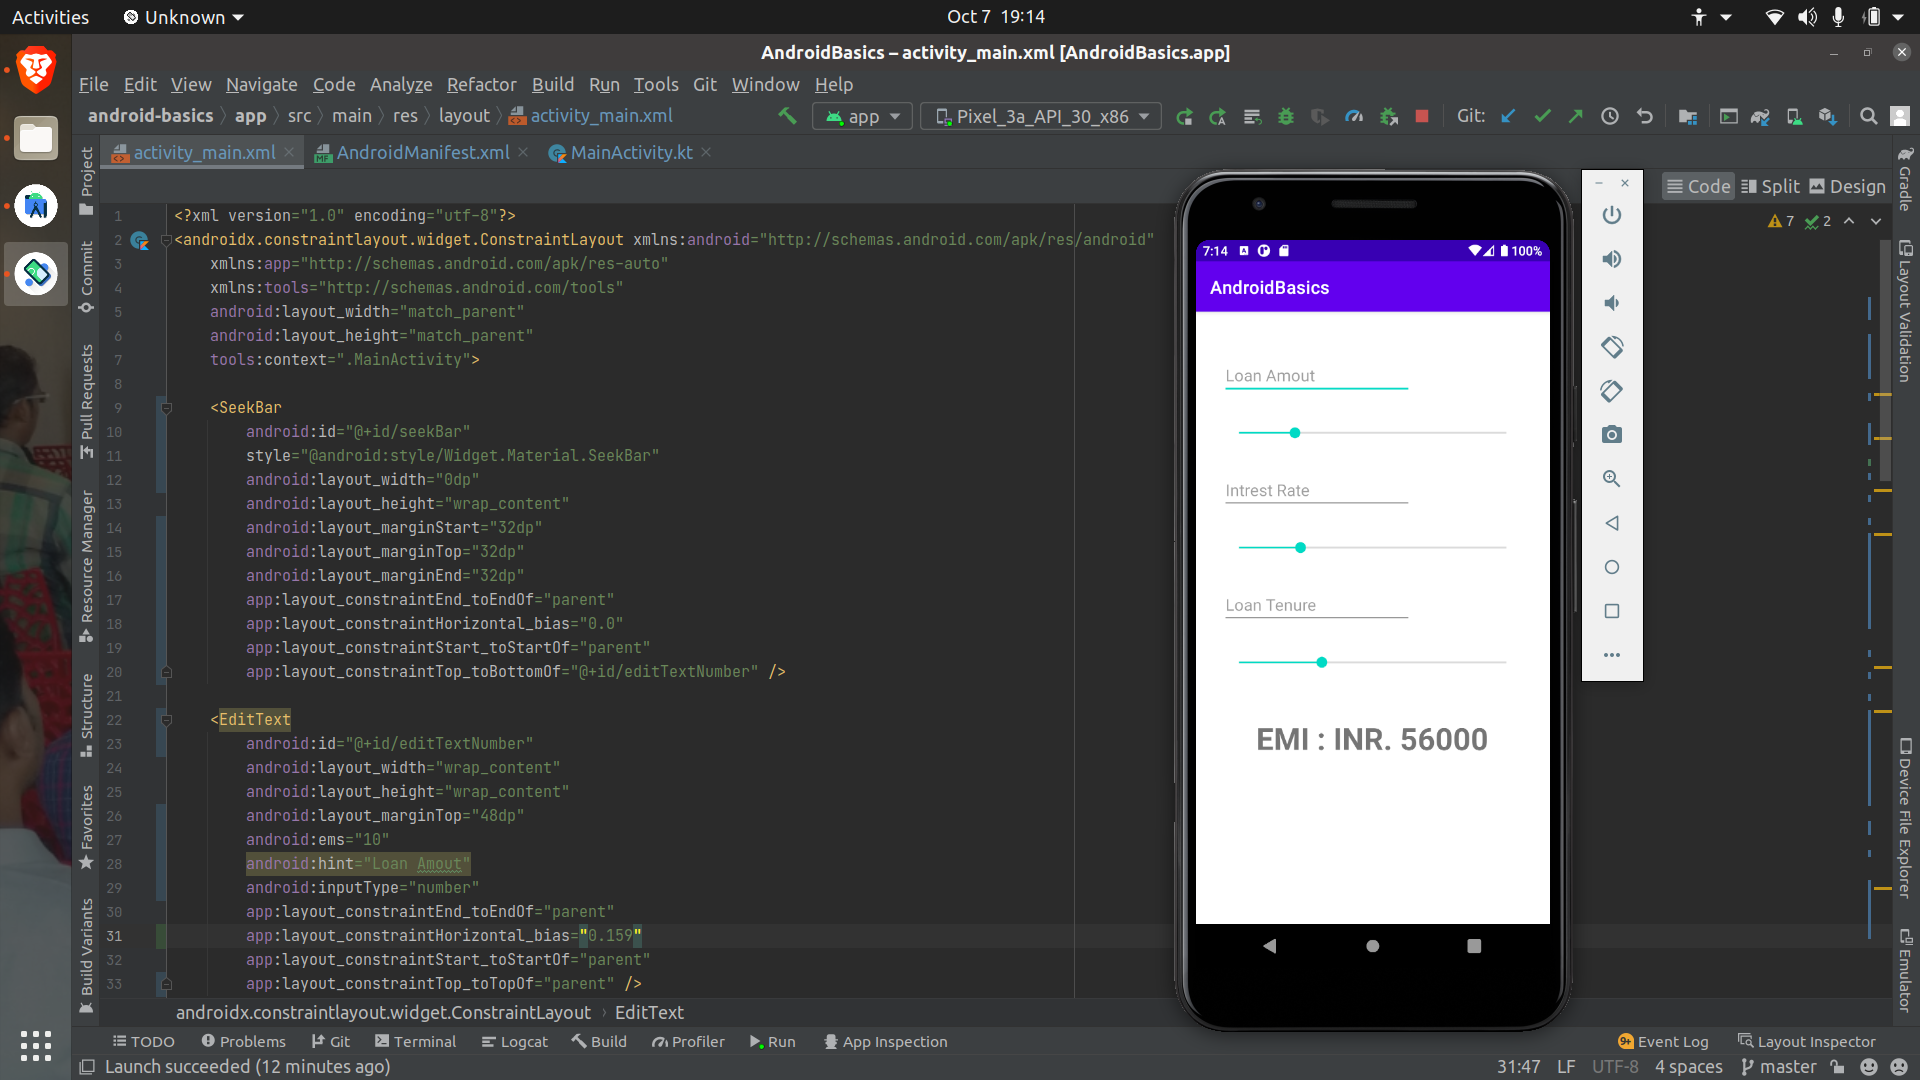 Activities
Unknown
Oct 7 19:14
AndroidBasics – activity_main.xml [AndroidBasics.app]
File Edit View Navigate Code Analyze Refactor Build Run Tools Git Window Help
android-basics app src main res layout activity_main.xml
app
Pixel_3a_API_30_x86
Git:
activity_main.xml
AndroidManifest.xml
MainActivity.kt
Code
Split
Design
7
2
Project
Commit
Pull Requests
Resource Manager
Structure
Favorites
Build Variants
1 <?xml version="1.0" encoding="utf-8"?>
2 <androidx.constraintlayout.widget.ConstraintLayout xmlns:android="http://schemas.android.com/apk/res/android"
3 xmlns:app="http://schemas.android.com/apk/res-auto"
4 xmlns:tools="http://schemas.android.com/tools"
5 android:layout_width="match_parent"
6 android:layout_height="match_parent"
7 tools:context=".MainActivity">
8
9 <SeekBar
10 android:id="@+id/seekBar"
11 style="@android:style/Widget.Material.SeekBar"
12 android:layout_width="0dp"
13 android:layout_height="wrap_content"
14 android:layout_marginStart="32dp"
15 android:layout_marginTop="32dp"
16 android:layout_marginEnd="32dp"
17 app:layout_constraintEnd_toEndOf="parent"
18 app:layout_constraintHorizontal_bias="0.0"
19 app:layout_constraintStart_toStartOf="parent"
20 app:layout_constraintTop_toBottomOf="@+id/editTextNumber" />
21
22 <EditText
23 android:id="@+id/editTextNumber"
24 android:layout_width="wrap_content"
25 android:layout_height="wrap_content"
26 android:layout_marginTop="48dp"
27 android:ems="10"
28 android:hint="Loan Amout"
29 android:inputType="number"
30 app:layout_constraintEnd_toEndOf="parent"
31 app:layout_constraintHorizontal_bias="0.159"
32 app:layout_constraintStart_toStartOf="parent"
33 app:layout_constraintTop_toTopOf="parent" />
7:14
100%
AndroidBasics
Loan Amout
Intrest Rate
Loan Tenure
EMI : INR. 56000
Gradle
Layout Validation
Device File Explorer
Emulator
androidx.constraintlayout.widget.ConstraintLayout EditText
TODO
Problems
Git
Terminal
Logcat
Build
Profiler
Run
App Inspection
9+ Event Log
Layout Inspector
Launch succeeded (12 minutes ago)
31:47
LF
UTF-8
4 spaces
master